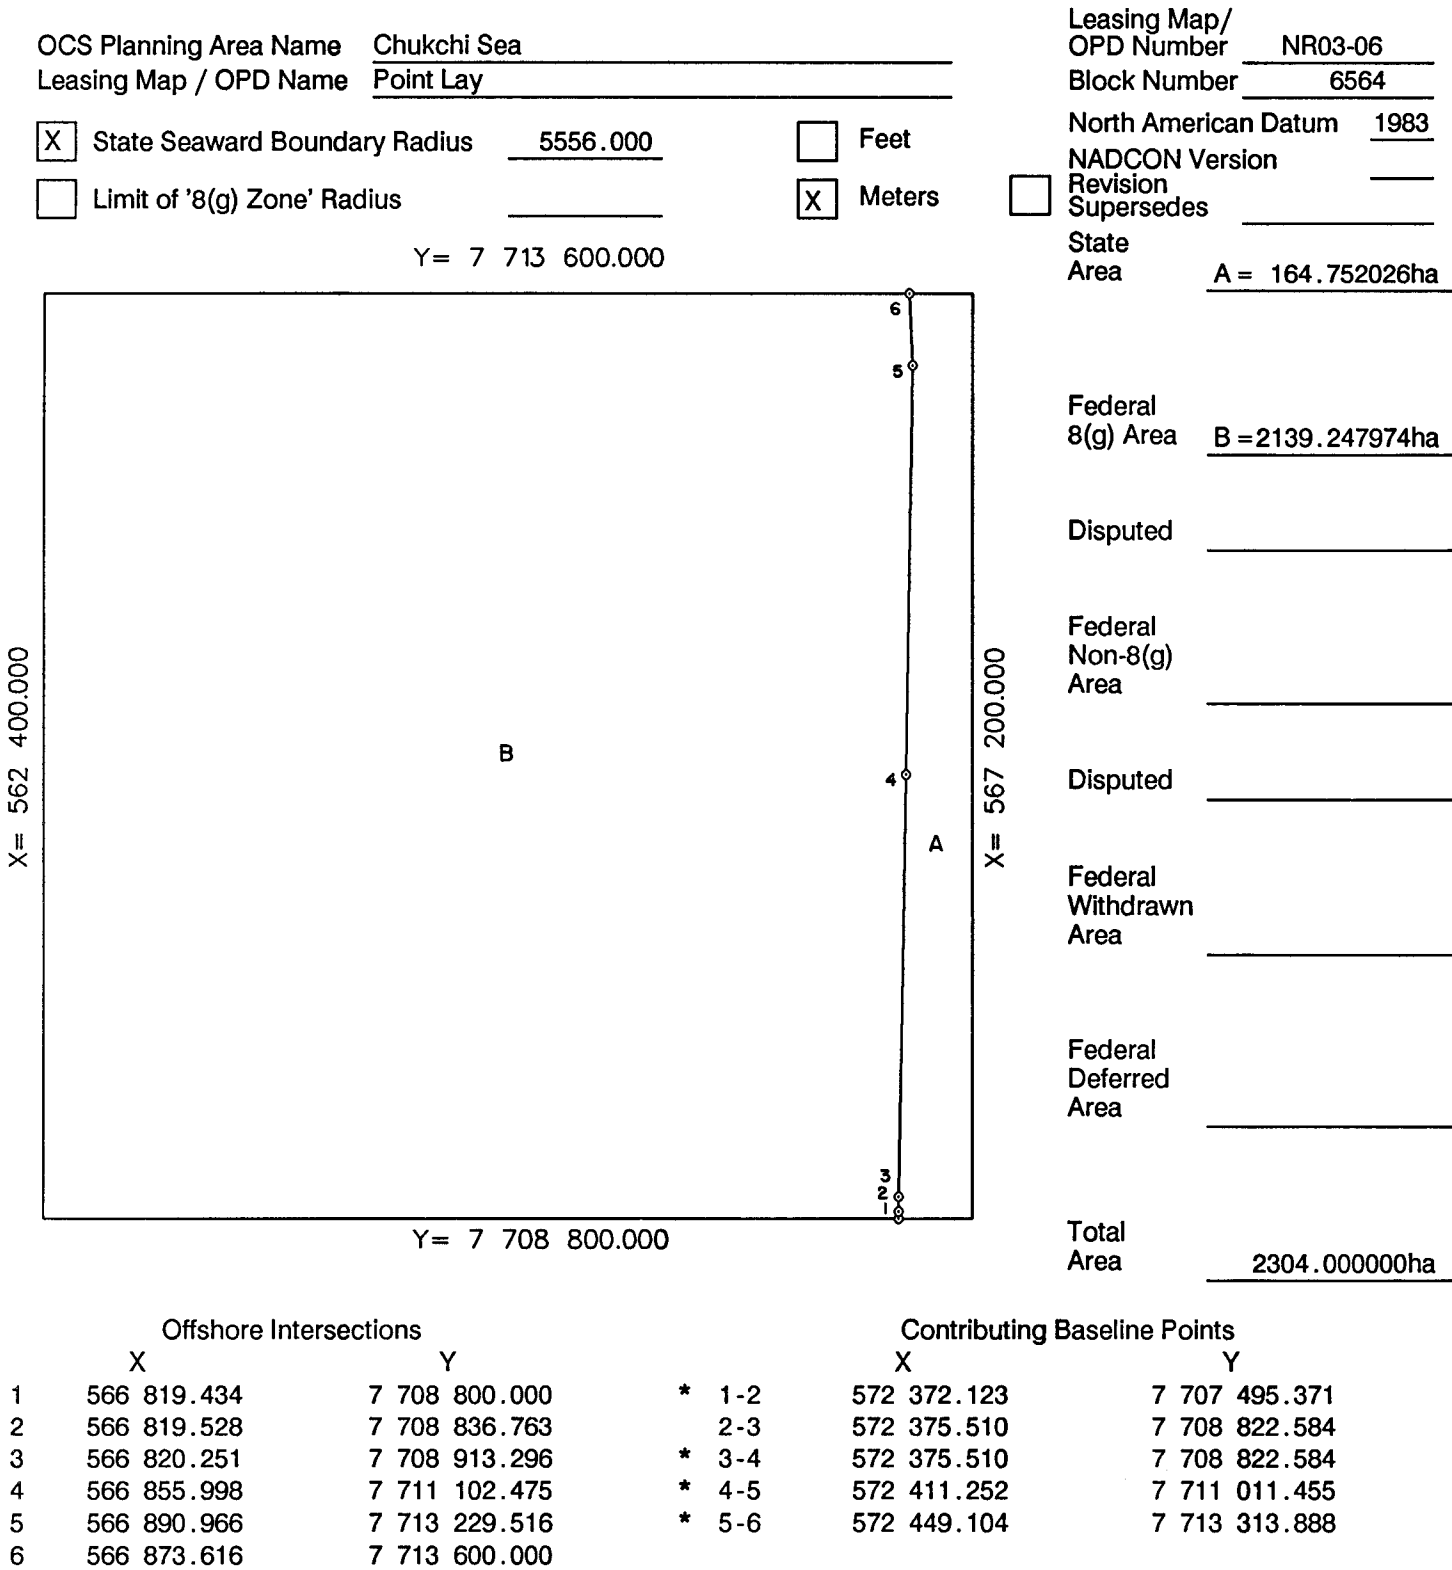 OCS Planning Area Name Chukchi Sea
Leasing Map / OPD Name Point Lay
X State Seaward Boundary Radius 5556.000 Feet
Limit of '8(g) Zone' Radius X Meters
Leasing Map/
OPD Number NR03-06
Block Number 6564
North American Datum 1983
NADCON Version
Revision
Supersedes
State
Area A = 164.752026ha
Federal
8(g) Area B =2139.247974ha
Disputed
Federal
Non-8(g)
Area
Disputed
Federal
Withdrawn
Area
Federal
Deferred
Area
Total
Area 2304.000000ha
Y= 7 713 600.000
6
5
X= 562 400.000
B
4
A
X= 567 200.000
3
2
1
Y= 7 708 800.000
Offshore Intersections
X Y
1 566 819.434 7 708 800.000
2 566 819.528 7 708 836.763
3 566 820.251 7 708 913.296
4 566 855.998 7 711 102.475
5 566 890.966 7 713 229.516
6 566 873.616 7 713 600.000
Contributing Baseline Points
X Y
* 1-2 572 372.123 7 707 495.371
2-3 572 375.510 7 708 822.584
* 3-4 572 375.510 7 708 822.584
* 4-5 572 411.252 7 711 011.455
* 5-6 572 449.104 7 713 313.888